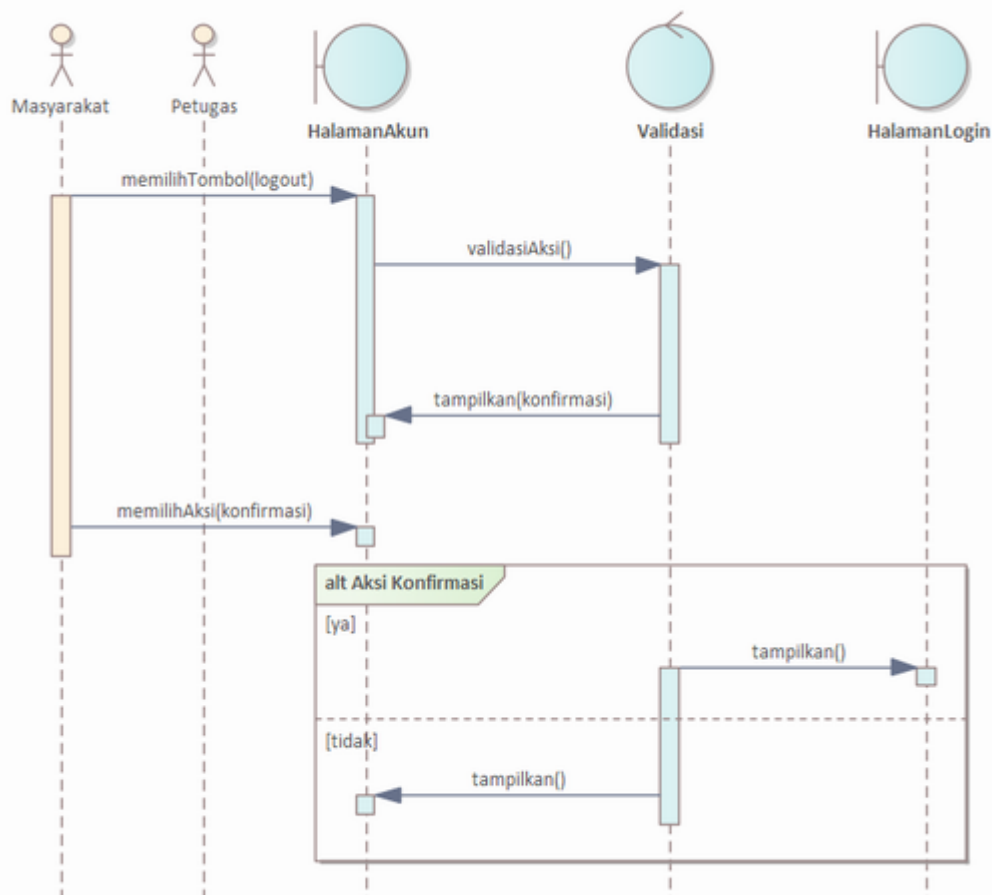 Masyarakat
Petugas
HalamanAkun
Validasi
HalamanLogin
memilihTombol(logout)
validasiAksi()
tampilkan(konfirmasi)
memilihAksi(konfirmasi)
alt Aksi Konfirmasi
[ya]
tampilkan()
[tidak]
tampilkan()